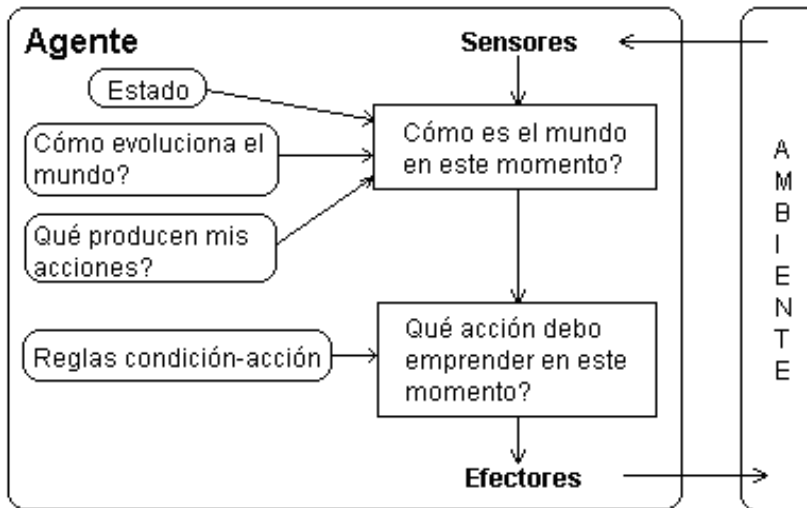 Agente
Sensores
Estado
Cómo evoluciona el
mundo?
Qué producen mis
acciones?
Cómo es el mundo
en este momento?
Reglas condición-acción
Qué acción debo
emprender en este
momento?
Efectores
AMBIENTE